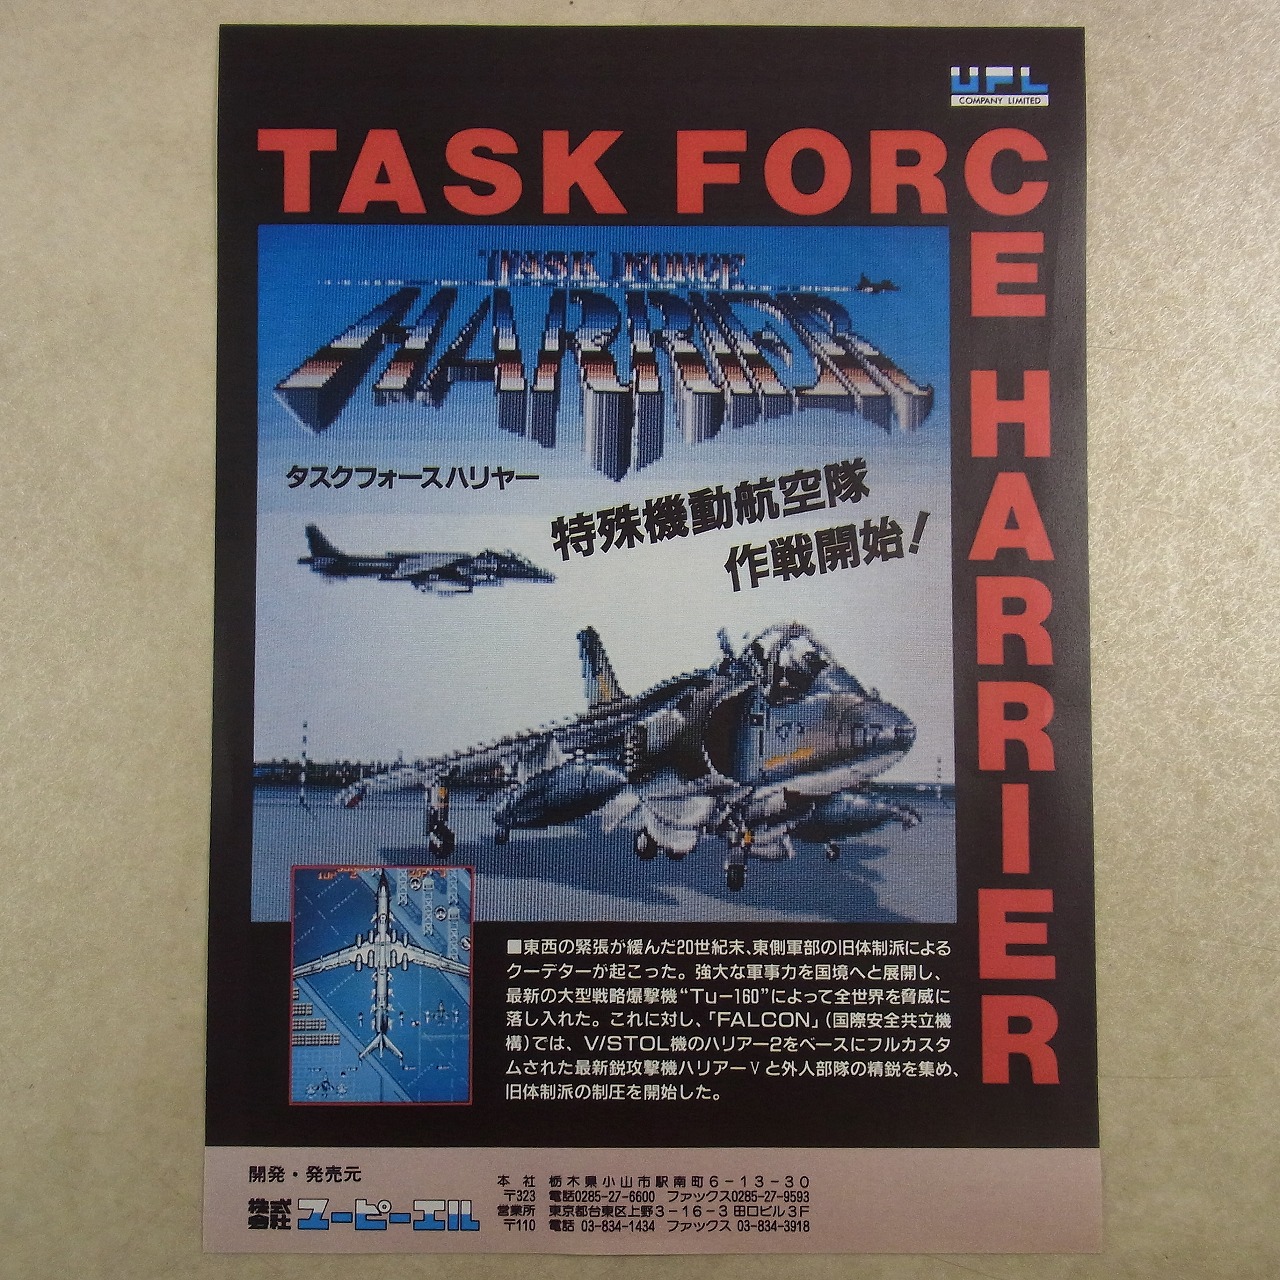 UPL
COMPANY LIMITED
TASK FORCE HARRIER
TASK FORCE
HARRIER
タスクフォースハリヤー
特殊機動航空隊
作戦開始!
■東西の緊張が緩んだ20世紀末、東側軍部の旧体制派による
クーデターが起こった。強大な軍事力を国境へと展開し、
最新の大型戦略爆撃機“Tu-160”によって全世界を脅威に
落し入れた。これに対し、「FALCON」(国際安全共立機
構)では、V/STOL機のハリアー2をベースにフルカスタ
ムされた最新鋭攻撃機ハリアーVと外人部隊の精鋭を集め、
旧体制派の制圧を開始した。
開発・発売元
株式会社 ユーピーエル
本社 栃木県小山市駅南町6-13-30
〒323 電話0285-27-6600 ファックス0285-27-9593
営業所 東京都台東区上野3-16-3 田口ビル3F
〒110 電話 03-834-1434 ファックス 03-834-3918